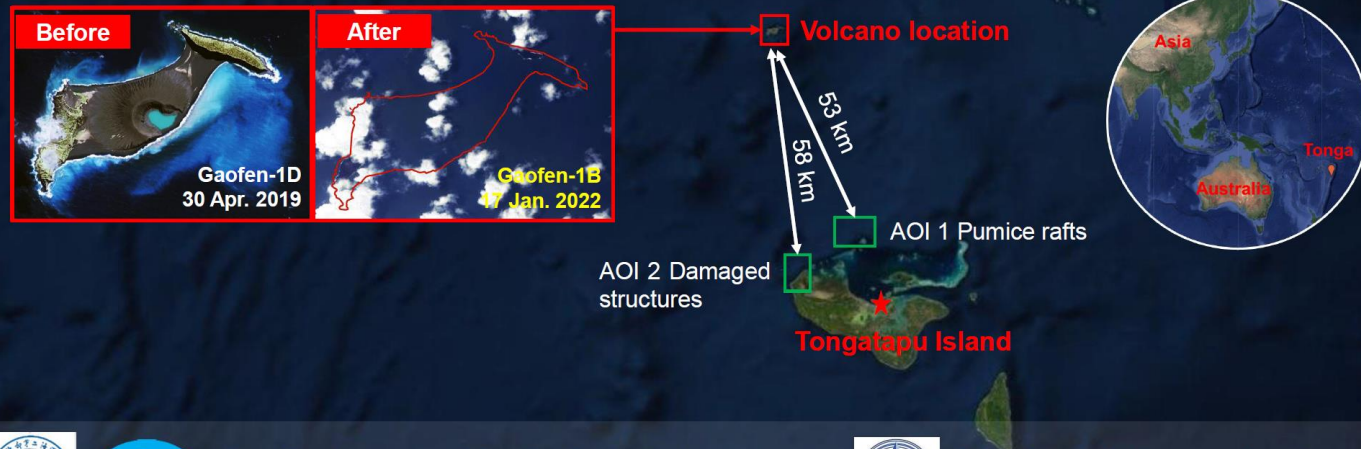 Before
Gaofen-1D
30 Apr. 2019
After
Gaofen-1B
17 Jan. 2022
Volcano location
53 km
58 km
AOI 1 Pumice rafts
AOI 2 Damaged
structures
Tongatapu Island
Asia
Tonga
Australia